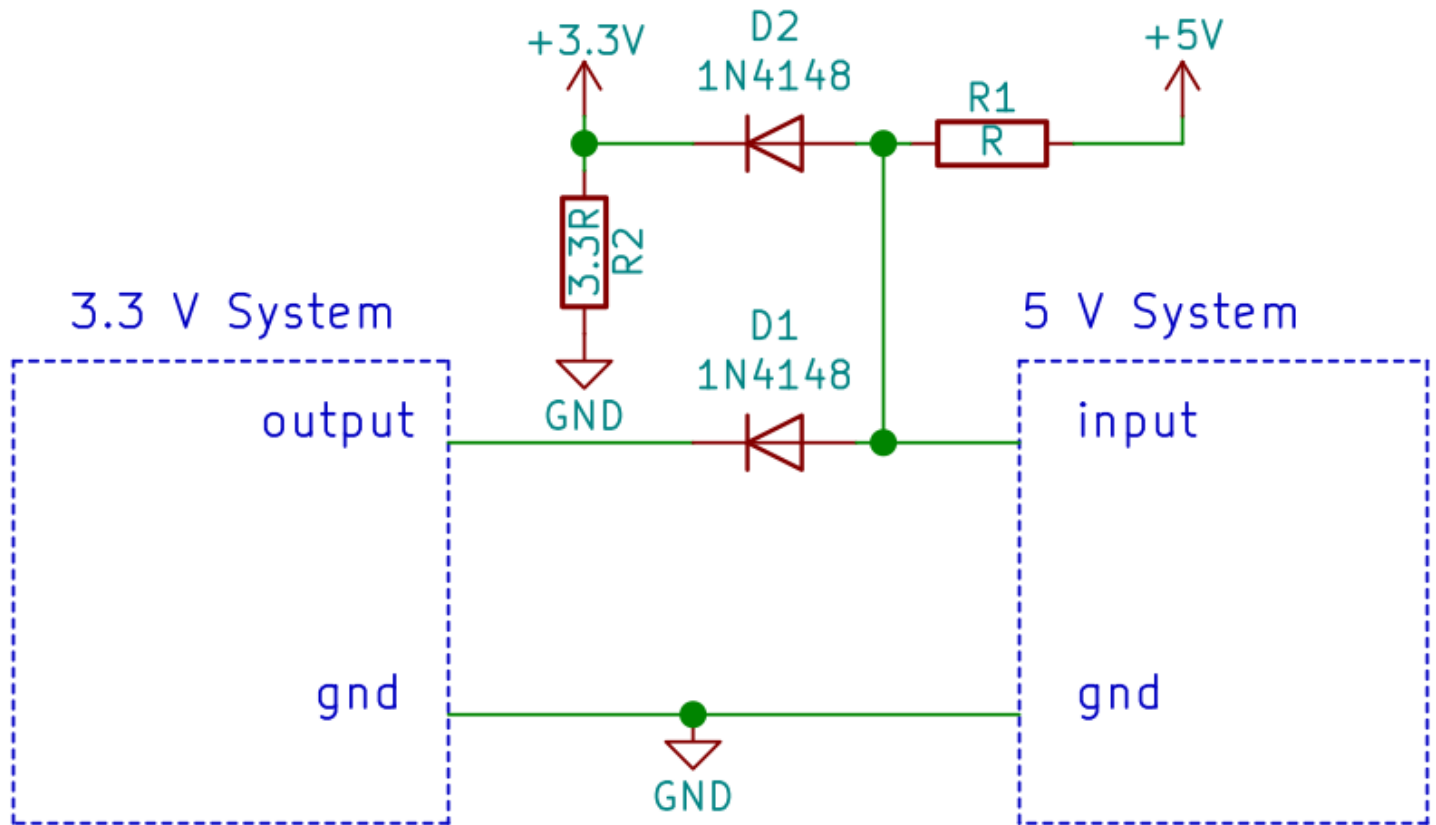 +3.3V
D2
1N4148
+5V
R1
R
3.3R
R2
3.3 V System
D1
1N4148
5 V System
output
GND
input
gnd
gnd
GND